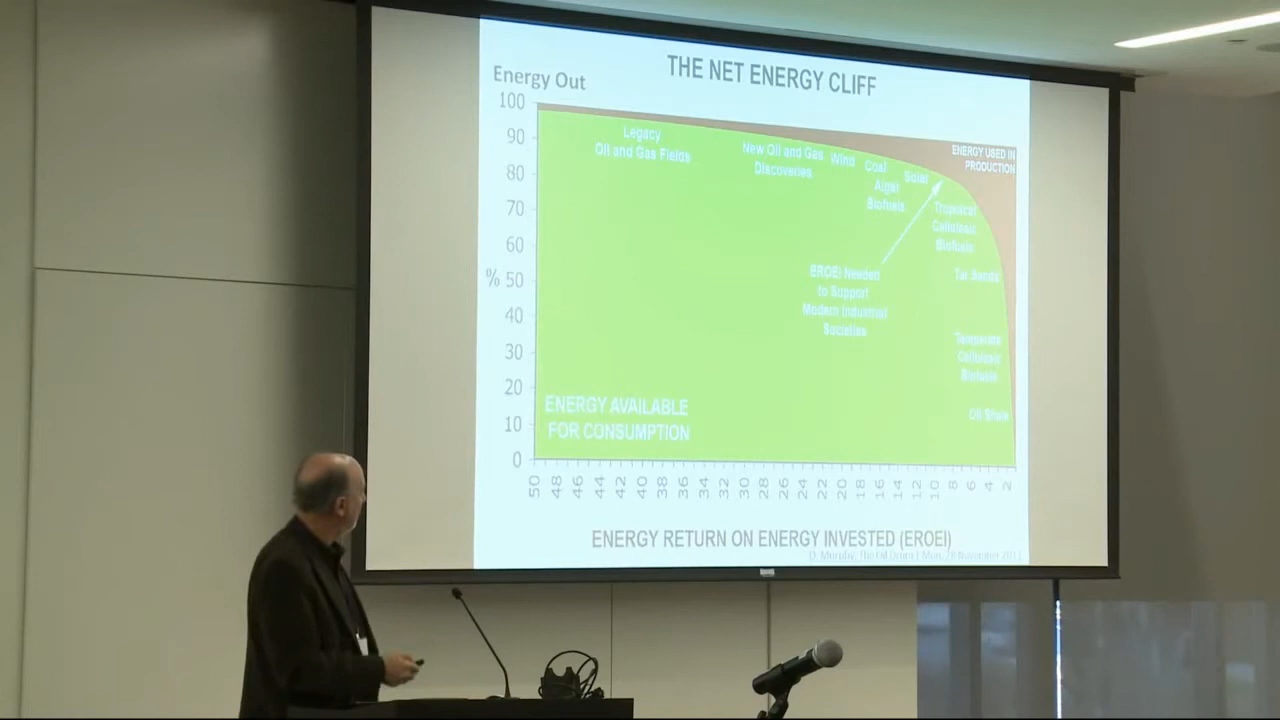 THE NET ENERGY CLIFF
Energy Out
100
90
80
70
60
% 50
40
30
20
10
0
Legacy
Oil and Gas Fields
New Oil and Gas
Discoveries
Wind
Coal
Algal
Biofuels
Solar
ENERGY USED IN
PRODUCTION
Tropical
Cellulosic
Biofuels
Tar Sands
EROEI Needed
to Support
Modern Industrial
Societies
Temperate
Cellulosic
Biofuels
Oil Shale
ENERGY AVAILABLE
FOR CONSUMPTION
50 48 46 44 42 40 38 36 34 32 30 28 26 24 22 20 18 16 14 12 10 8 6 4 2
ENERGY RETURN ON ENERGY INVESTED (EROEI)
D. Murphy, The Oil Drum